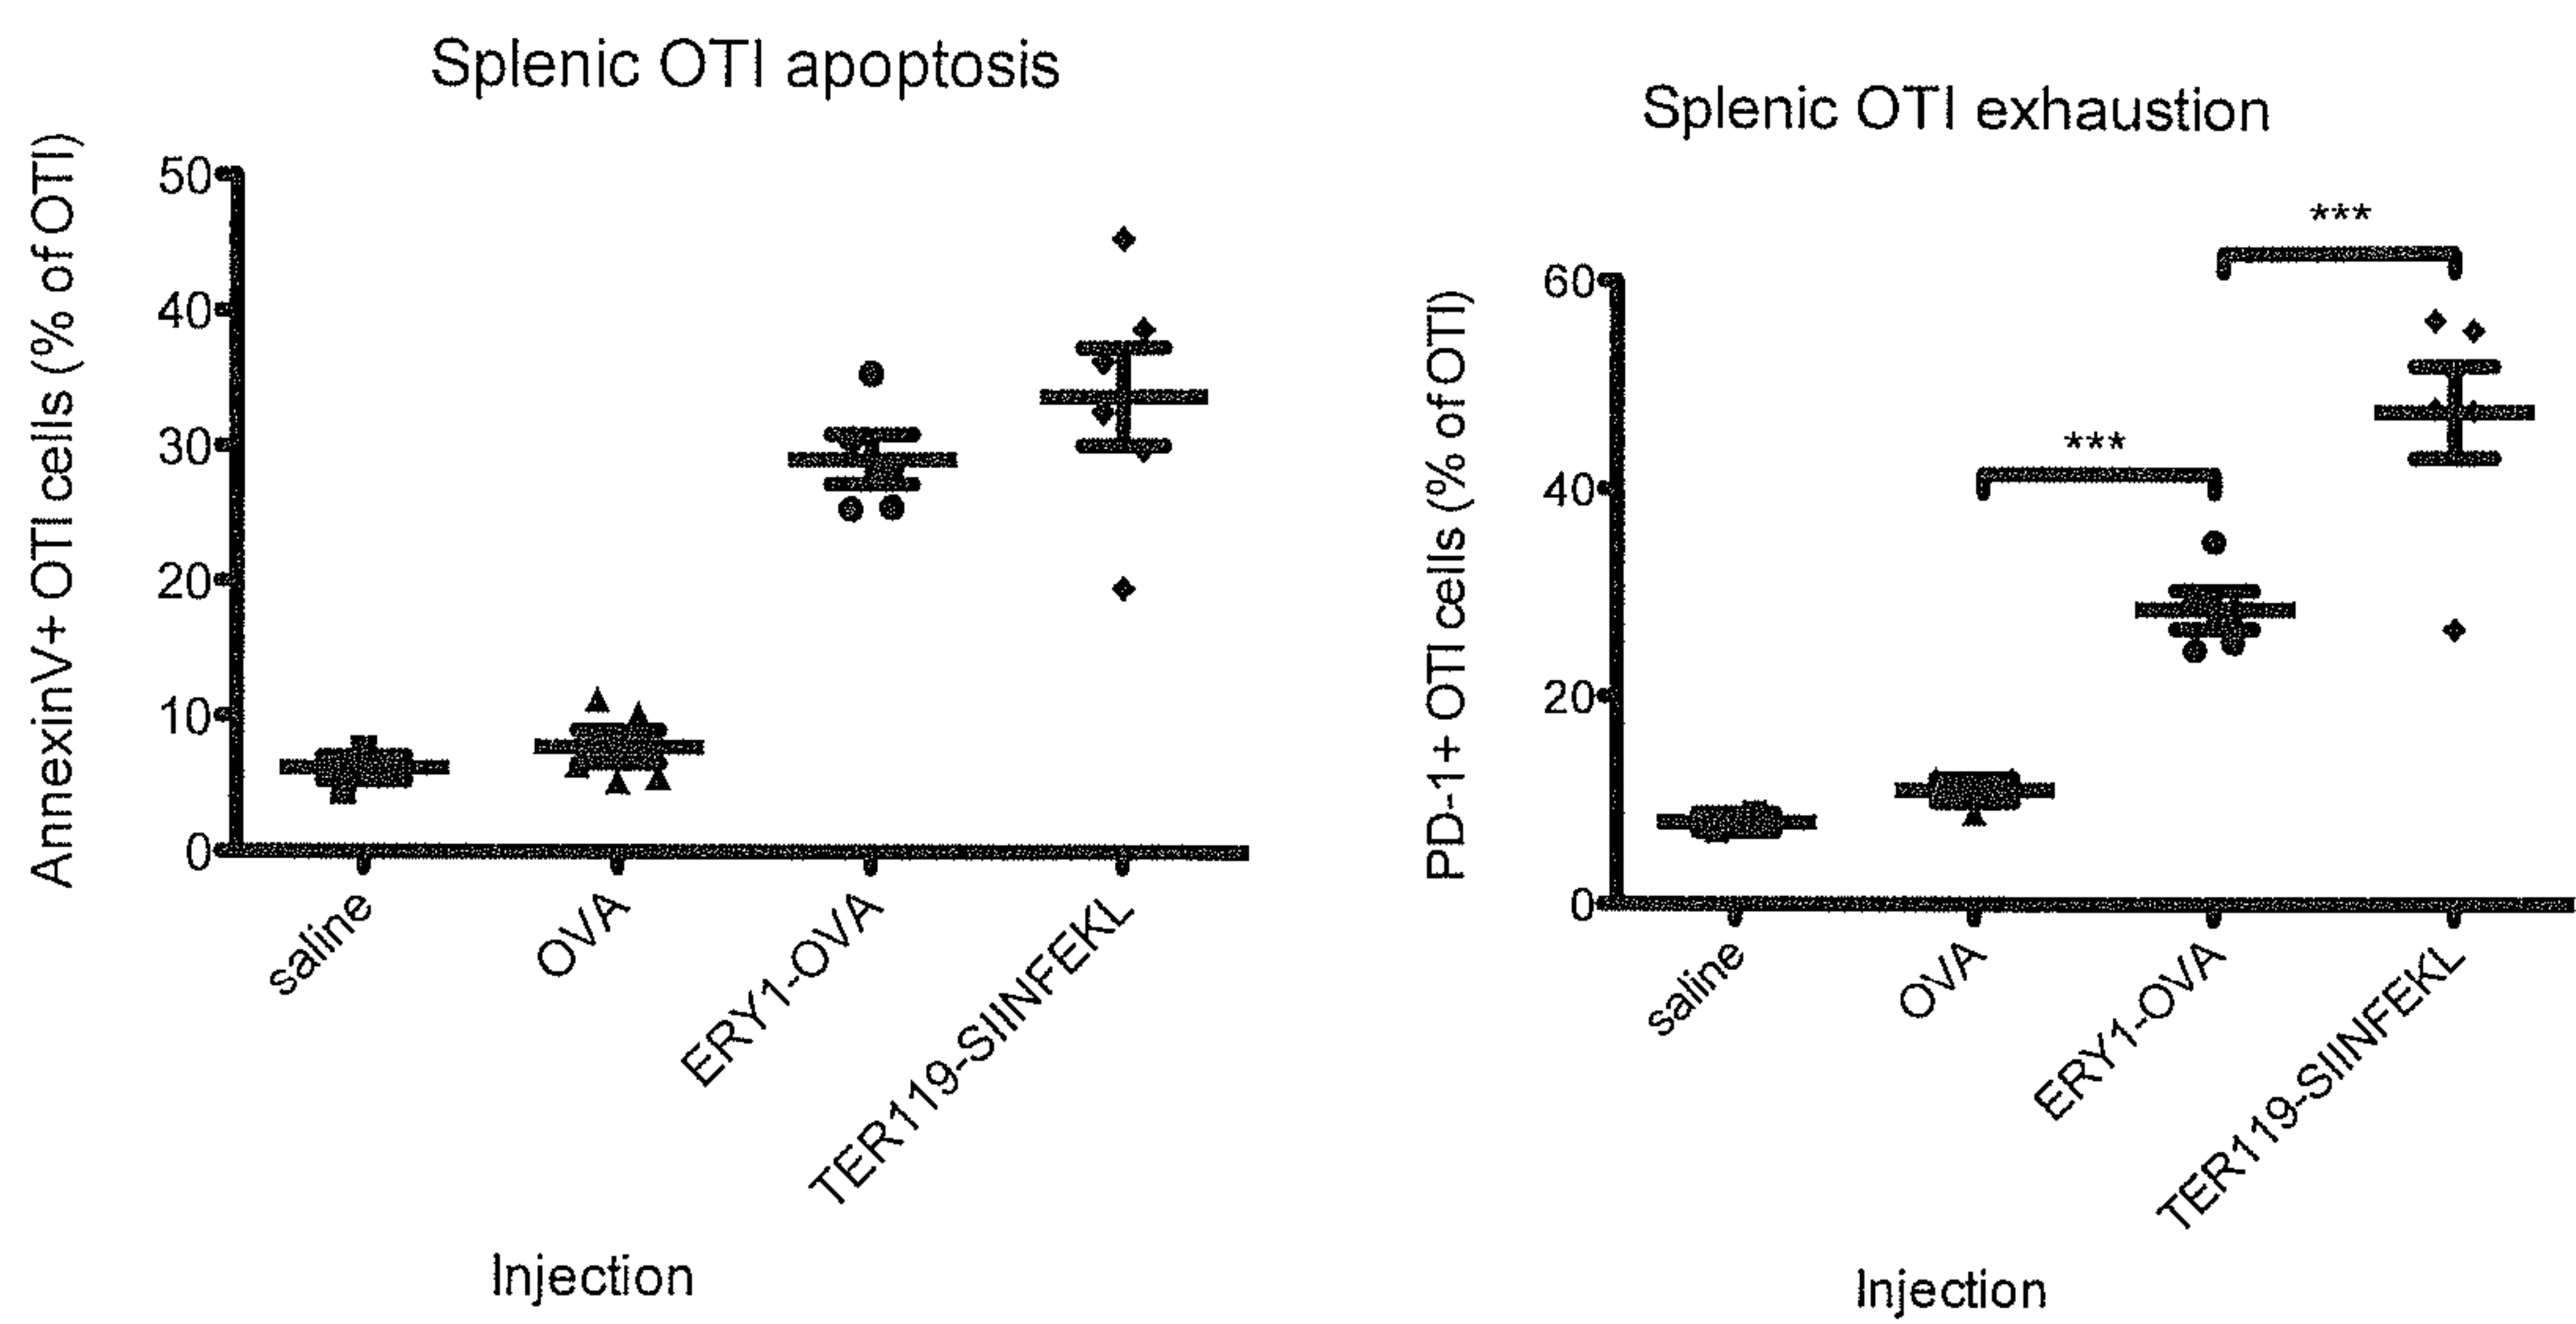 Splenic OTI apoptosis
AnnexinV+ OTI cells (% of OTI)
50
40
30
20
10
0
saline
OVA
ERY1-OVA
TER119-SIINFEKL
Injection
Splenic OTI exhaustion
PD-1+ OTI cells (% of OTI)
60
40
20
0
***
***
saline
OVA
ERY1-OVA
TER119-SIINFEKL
Injection